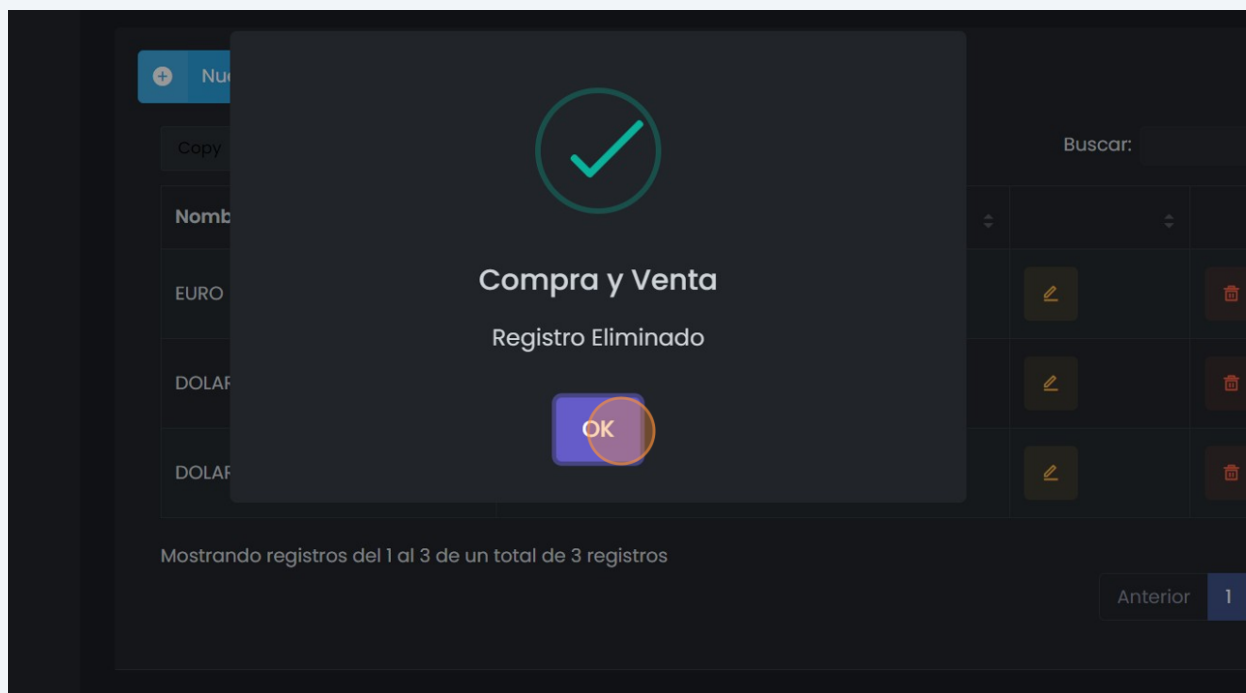 Nu
Copy
Buscar:
Nomb
Compra y Venta
EURO
Registro Eliminado
DOLAR
OK
DOLAR
Mostrando registros del 1 al 3 de un total de 3 registros
Anterior 1